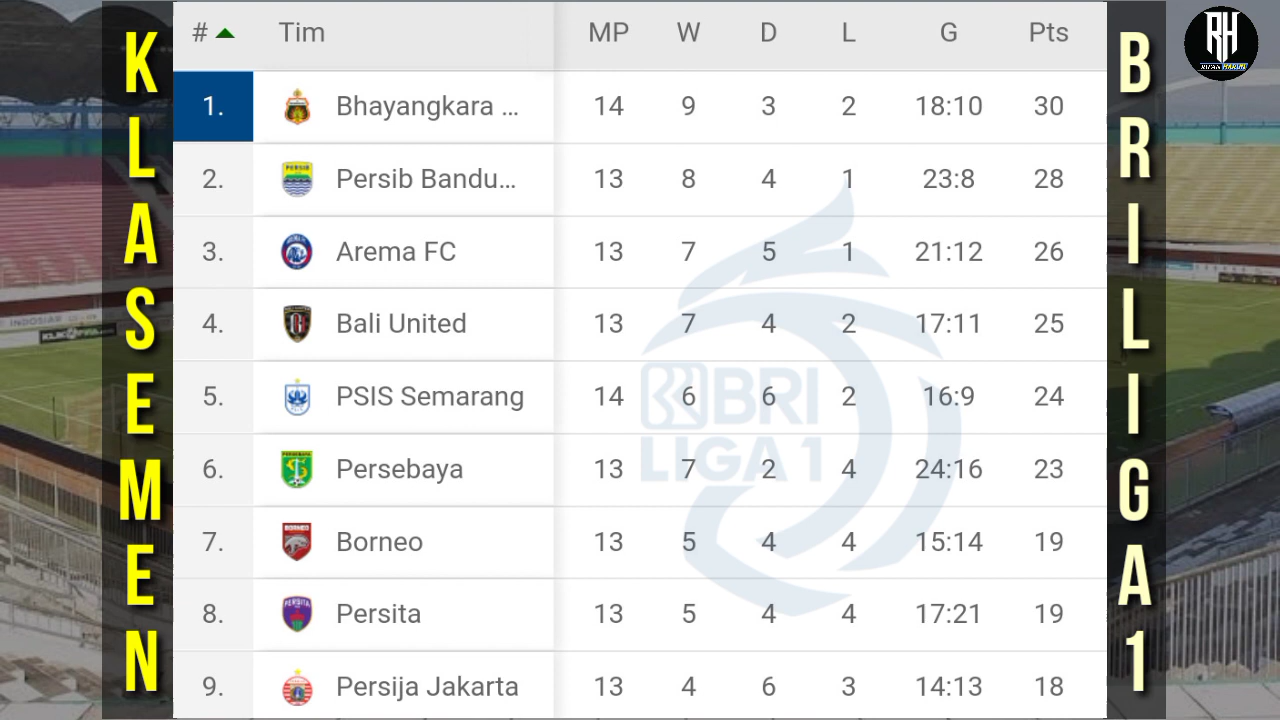 KLASEMEN
BRI LIGA 1
RH
# Tim MP W D L G Pts
1. Bhayangkara ... 14 9 3 2 18:10 30
2. Persib Bandu... 13 8 4 1 23:8 28
3. Arema FC 13 7 5 1 21:12 26
4. Bali United 13 7 4 2 17:11 25
5. PSIS Semarang 14 6 6 2 16:9 24
6. Persebaya 13 7 2 4 24:16 23
7. Borneo 13 5 4 4 15:14 19
8. Persita 13 5 4 4 17:21 19
9. Persija Jakarta 13 4 6 3 14:13 18
BRI
LIGA 1
PERSIB
BORNEO
PERSITA